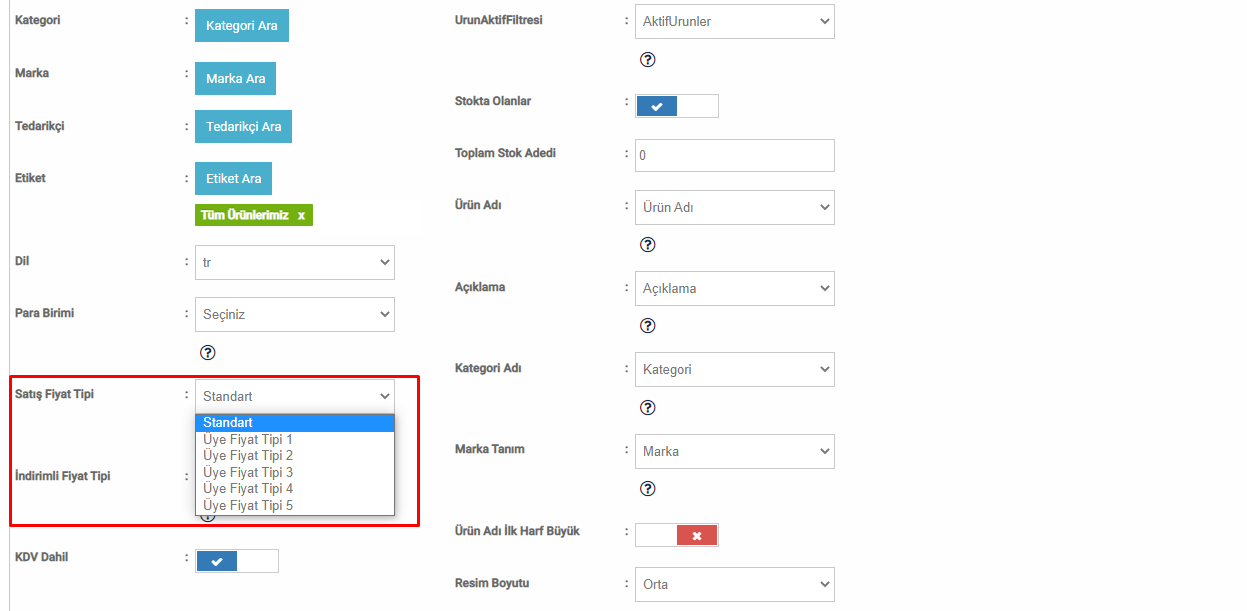 Kategori : Kategori Ara
Marka : Marka Ara
Tedarikçi : Tedarikçi Ara
Etiket : Etiket Ara
Tüm Ürünlerimiz x
Dil : tr
Para Birimi : Seçiniz
?
Satış Fiyat Tipi : Standart
Standart
Üye Fiyat Tipi 1
Üye Fiyat Tipi 2
Üye Fiyat Tipi 3
Üye Fiyat Tipi 4
Üye Fiyat Tipi 5
İndirimli Fiyat Tipi :
KDV Dahil :
UrunAktifFiltresi : AktifUrunler
?
Stokta Olanlar :
Toplam Stok Adedi : 0
Ürün Adı : Ürün Adı
?
Açıklama : Açıklama
?
Kategori Adı : Kategori
?
Marka Tanım : Marka
?
Ürün Adı İlk Harf Büyük :
Resim Boyutu : Orta